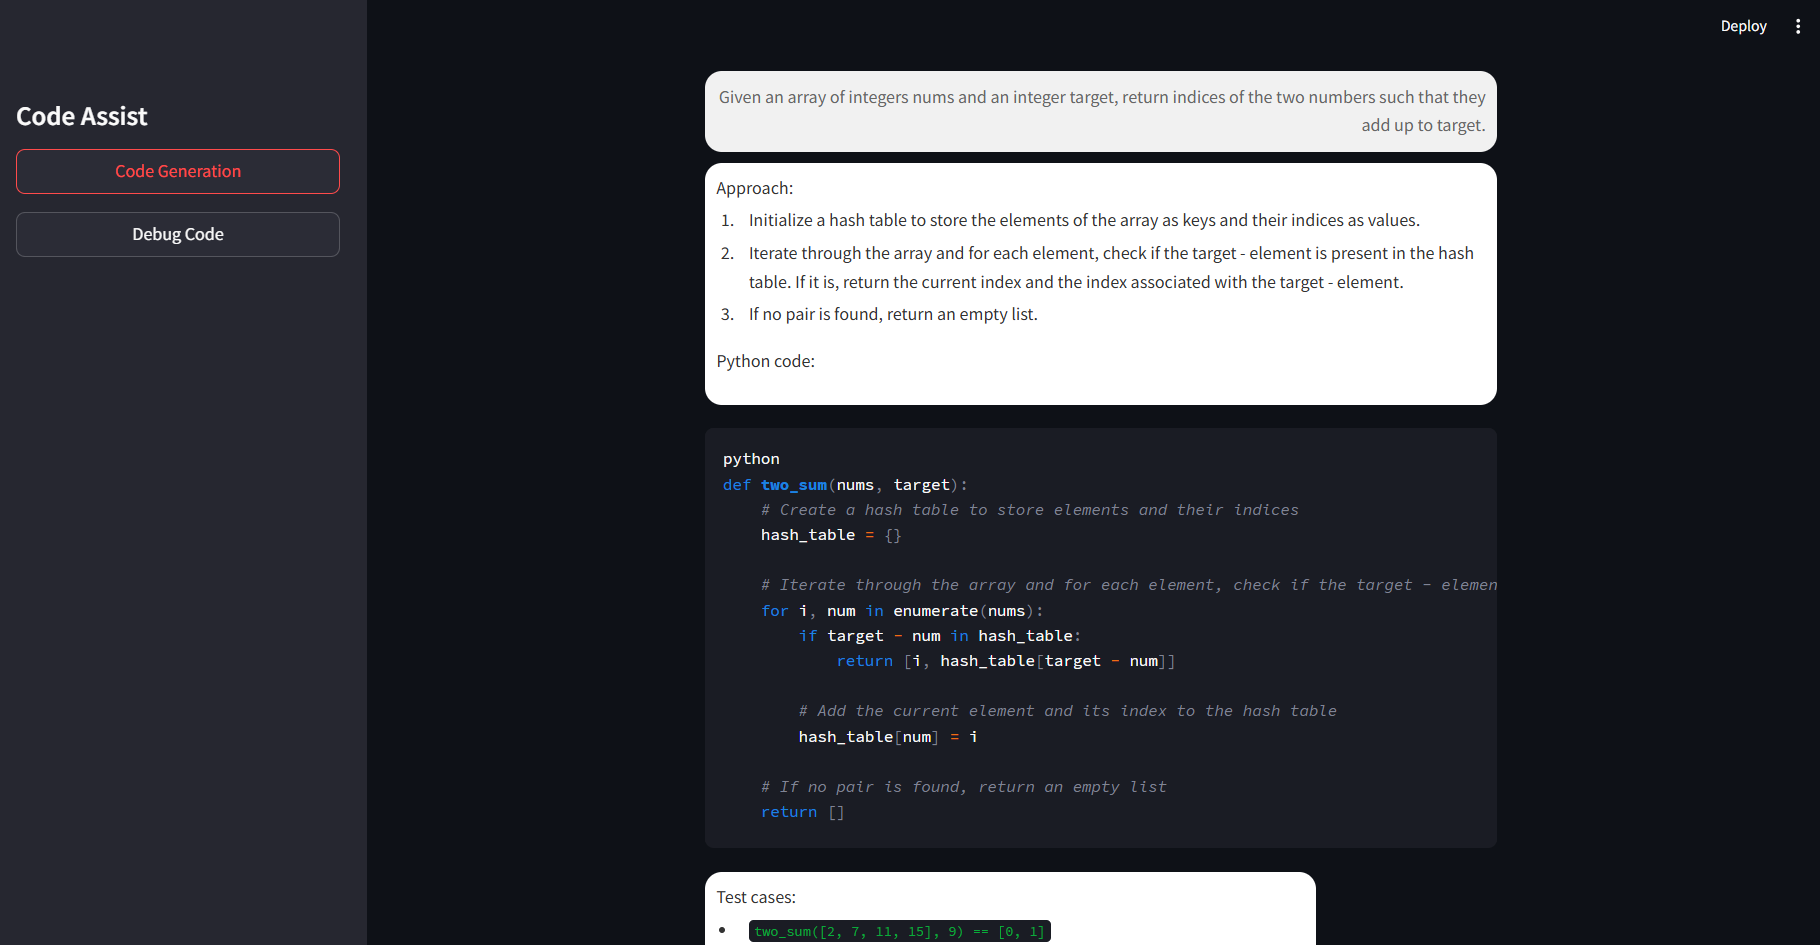 Deploy
Code Assist
Code Generation
Debug Code
Given an array of integers nums and an integer target, return indices of the two numbers such that they
add up to target.
Approach:
1. Initialize a hash table to store the elements of the array as keys and their indices as values.
2. Iterate through the array and for each element, check if the target - element is present in the hash
table. If it is, return the current index and the index associated with the target - element.
3. If no pair is found, return an empty list.
Python code:
python
def two_sum(nums, target):
    # Create a hash table to store elements and their indices
    hash_table = {}
    # Iterate through the array and for each element, check if the target - elemen
    for i, num in enumerate(nums):
        if target - num in hash_table:
            return [i, hash_table[target - num]]
        # Add the current element and its index to the hash table
        hash_table[num] = i
    # If no pair is found, return an empty list
    return []
Test cases:
• two_sum([2, 7, 11, 15], 9) == [0, 1]